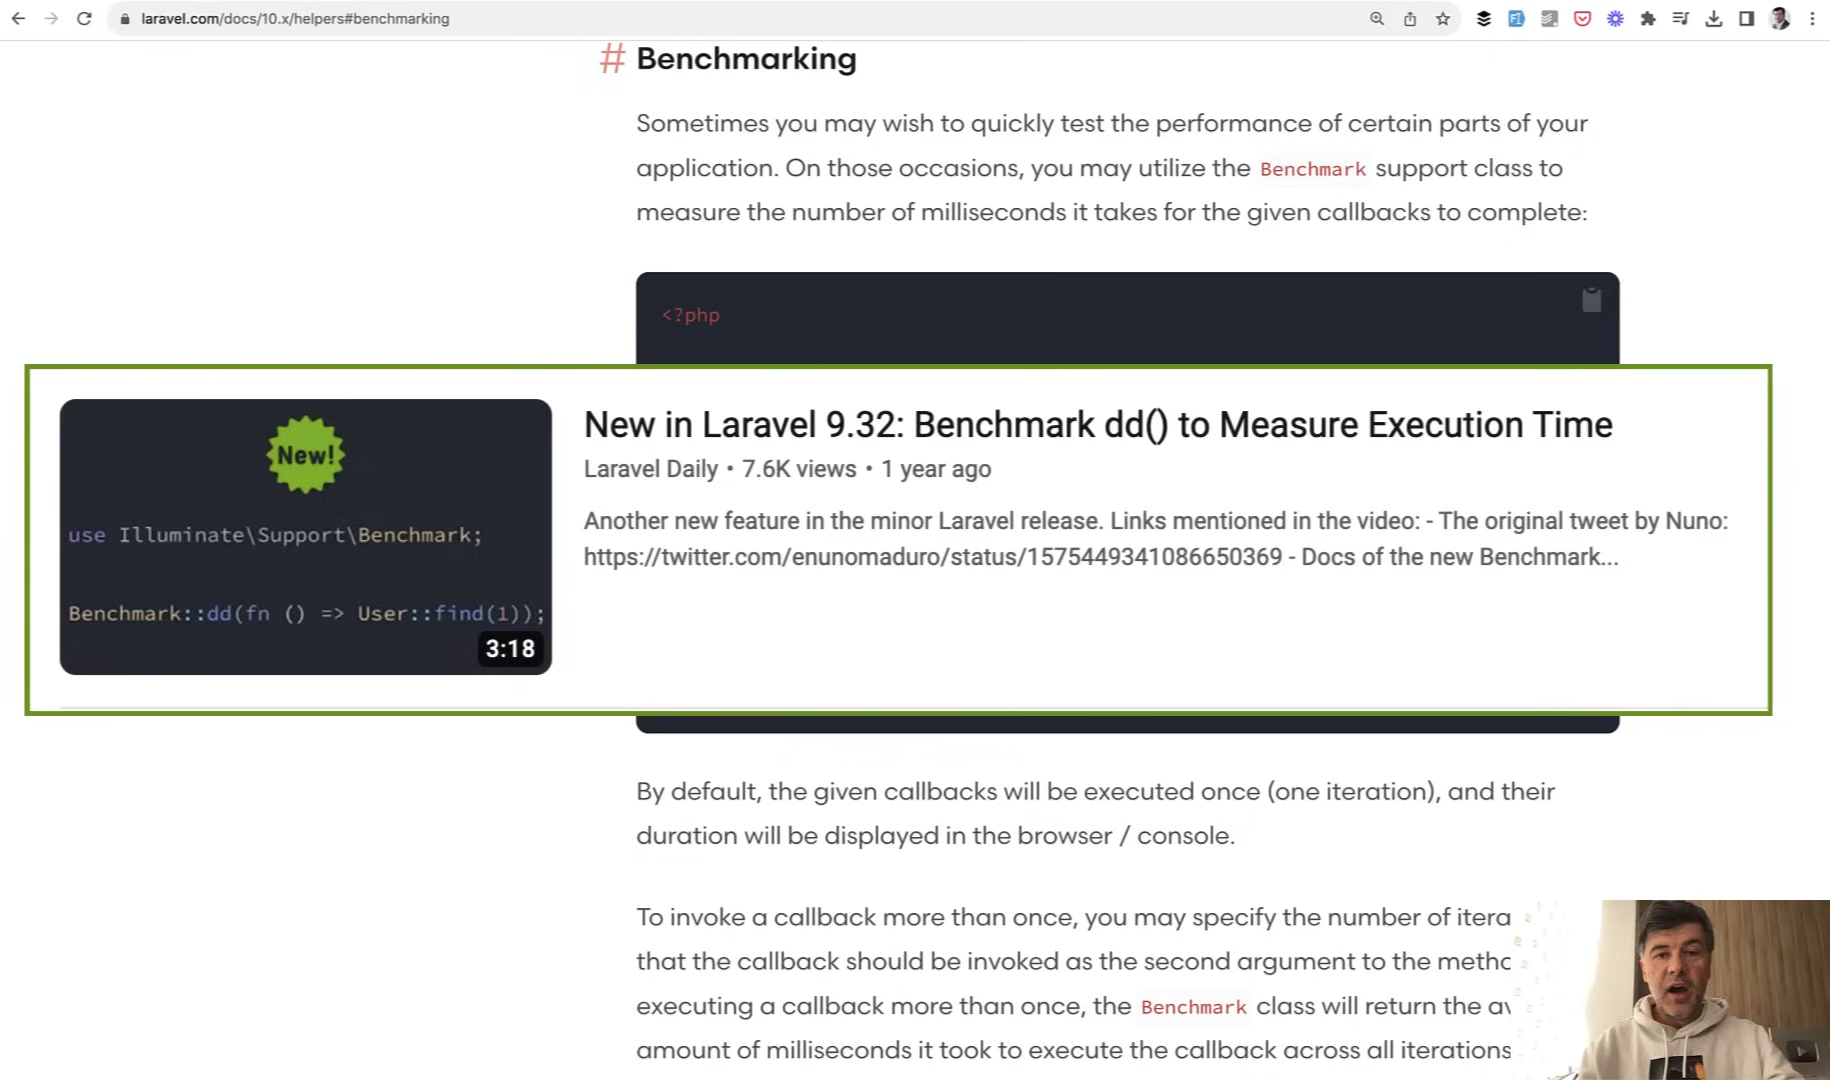 laravel.com/docs/10.x/helpers#benchmarking
# Benchmarking
Sometimes you may wish to quickly test the performance of certain parts of your
application. On those occasions, you may utilize the Benchmark support class to
measure the number of milliseconds it takes for the given callbacks to complete:
<?php
New!
use Illuminate\Support\Benchmark;
Benchmark::dd(fn () => User::find(1));
3:18
New in Laravel 9.32: Benchmark dd() to Measure Execution Time
Laravel Daily • 7.6K views • 1 year ago
Another new feature in the minor Laravel release. Links mentioned in the video: - The original tweet by Nuno:
https://twitter.com/enunomaduro/status/1575449341086650369 - Docs of the new Benchmark...
By default, the given callbacks will be executed once (one iteration), and their
duration will be displayed in the browser / console.
To invoke a callback more than once, you may specify the number of itera
that the callback should be invoked as the second argument to the metho
executing a callback more than once, the Benchmark class will return the av
amount of milliseconds it took to execute the callback across all iterations